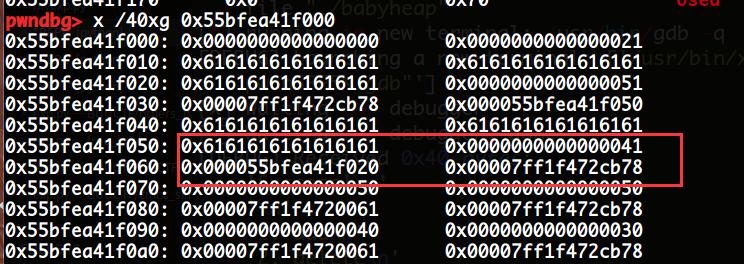 pwndbg> x /40xg 0x55bfea41f000
0x55bfea41f000: 0x0000000000000000 0x0000000000000021
0x55bfea41f010: 0x6161616161616161 0x6161616161616161
0x55bfea41f020: 0x6161616161616161 0x0000000000000051
0x55bfea41f030: 0x00007ff1f472cb78 0x000055bfea41f050
0x55bfea41f040: 0x6161616161616161 0x6161616161616161
0x55bfea41f050: 0x6161616161616161 0x0000000000000041
0x55bfea41f060: 0x000055bfea41f020 0x00007ff1f472cb78
0x55bfea41f070: 0x0000000000000050 0x0000000000000050
0x55bfea41f080: 0x00007ff1f4720061 0x00007ff1f472cb78
0x55bfea41f090: 0x0000000000000040 0x0000000000000030
0x55bfea41f0a0: 0x00007ff1f4720061 0x00007ff1f472cb78